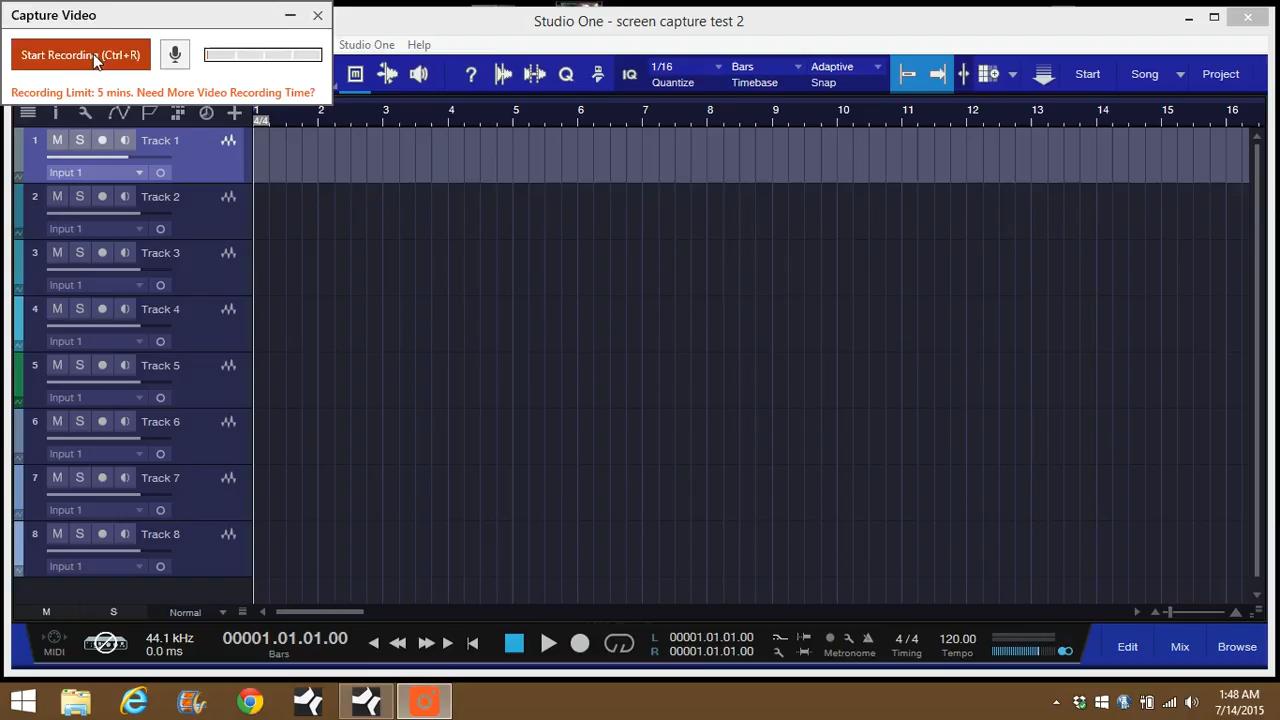 Capture Video
Studio One - screen capture test 2
Start Recording (Ctrl+R)
Recording Limit: 5 mins. Need More Video Recording Time?
Studio One Help
? Q IQ 1/16 Quantize Bars Timebase Adaptive Snap Start Song Project
1 2 3 4 5 6 7 8 9 10 11 12 13 14 15 16
4/4
1 M S Track 1
Input 1
2 M S Track 2
Input 1
3 M S Track 3
Input 1
4 M S Track 4
Input 1
5 M S Track 5
Input 1
6 M S Track 6
Input 1
7 M S Track 7
Input 1
8 M S Track 8
Input 1
M S Normal
MIDI
44.1 kHz
0.0 ms
00001.01.01.00
Bars
L 00001.01.01.00
R 00001.01.01.00
Metronome
4 / 4
Timing
120.00
Tempo
Edit Mix Browse
1:48 AM
7/14/2015